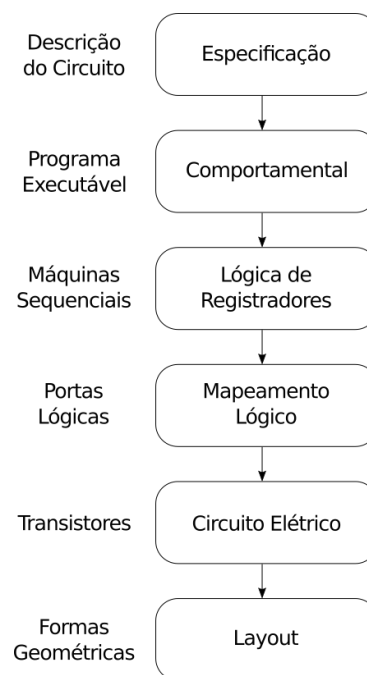 Descrição
do Circuito
Especificação
Programa
Executável
Comportamental
Máquinas
Sequenciais
Lógica de
Registradores
Portas
Lógicas
Mapeamento
Lógico
Transistores
Circuito Elétrico
Formas
Geométricas
Layout